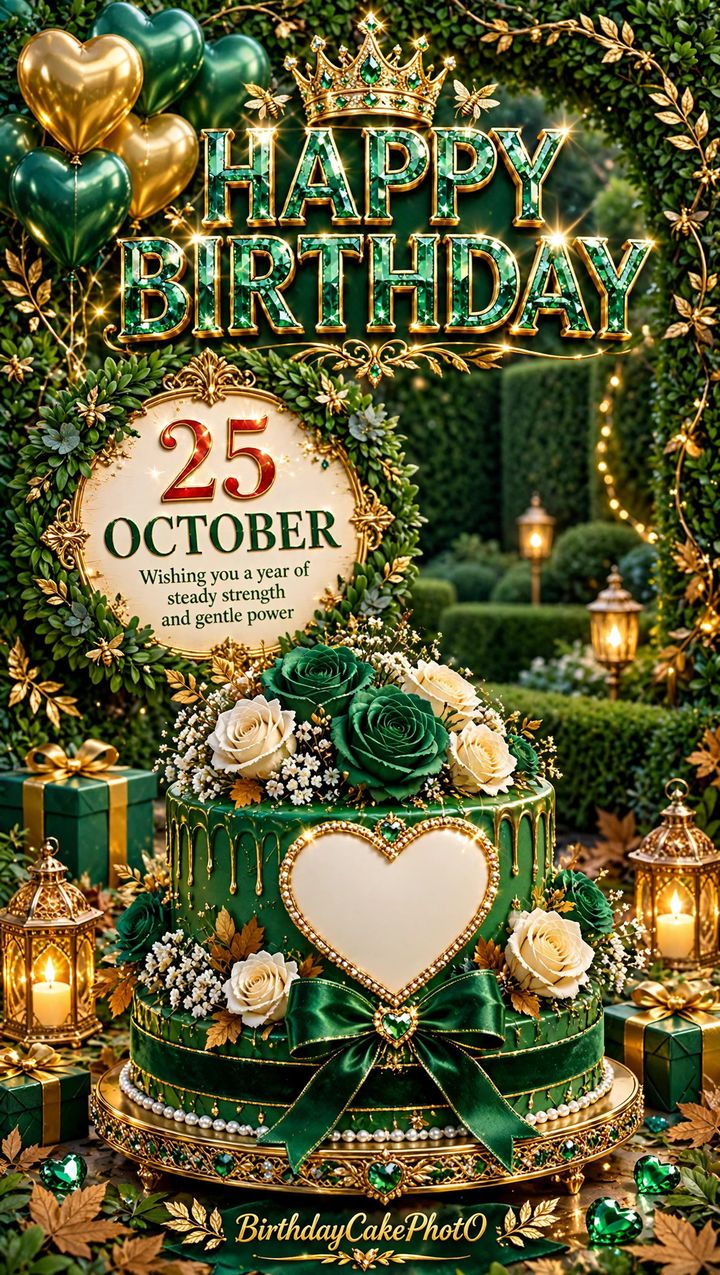 HAPPY
BIRTHDAY
25
OCTOBER
Wishing you a year of
steady strength
and gentle power
BirthdayCakePhotO